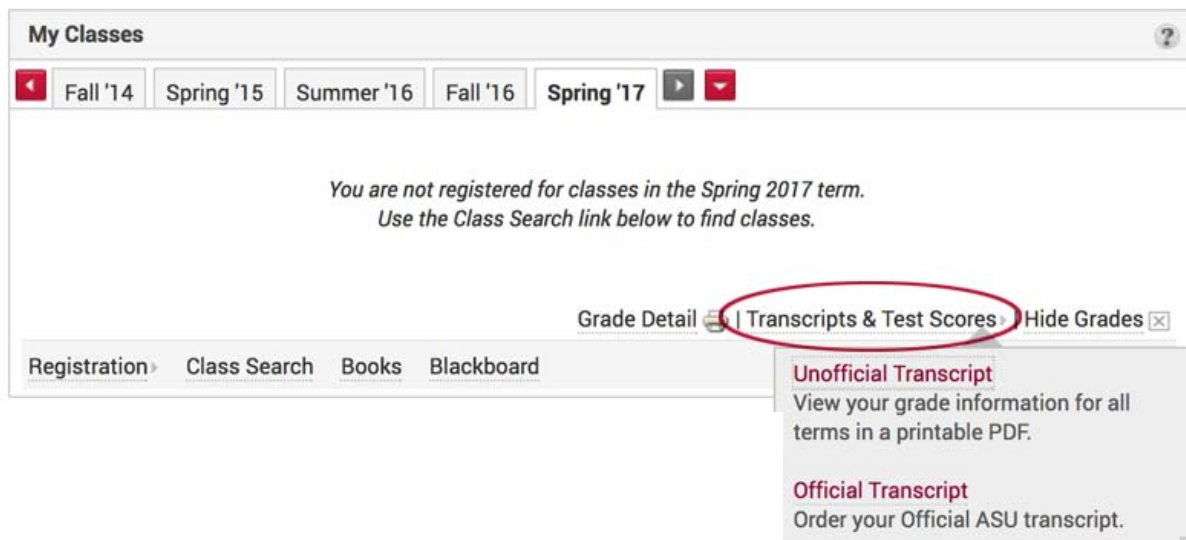 My Classes ?
Fall '14 Spring '15 Summer '16 Fall '16 Spring '17
You are not registered for classes in the Spring 2017 term.
Use the Class Search link below to find classes.
Grade Detail | Transcripts & Test Scores | Hide Grades
Registration Class Search Books Blackboard
Unofficial Transcript
View your grade information for all
terms in a printable PDF.
Official Transcript
Order your Official ASU transcript.